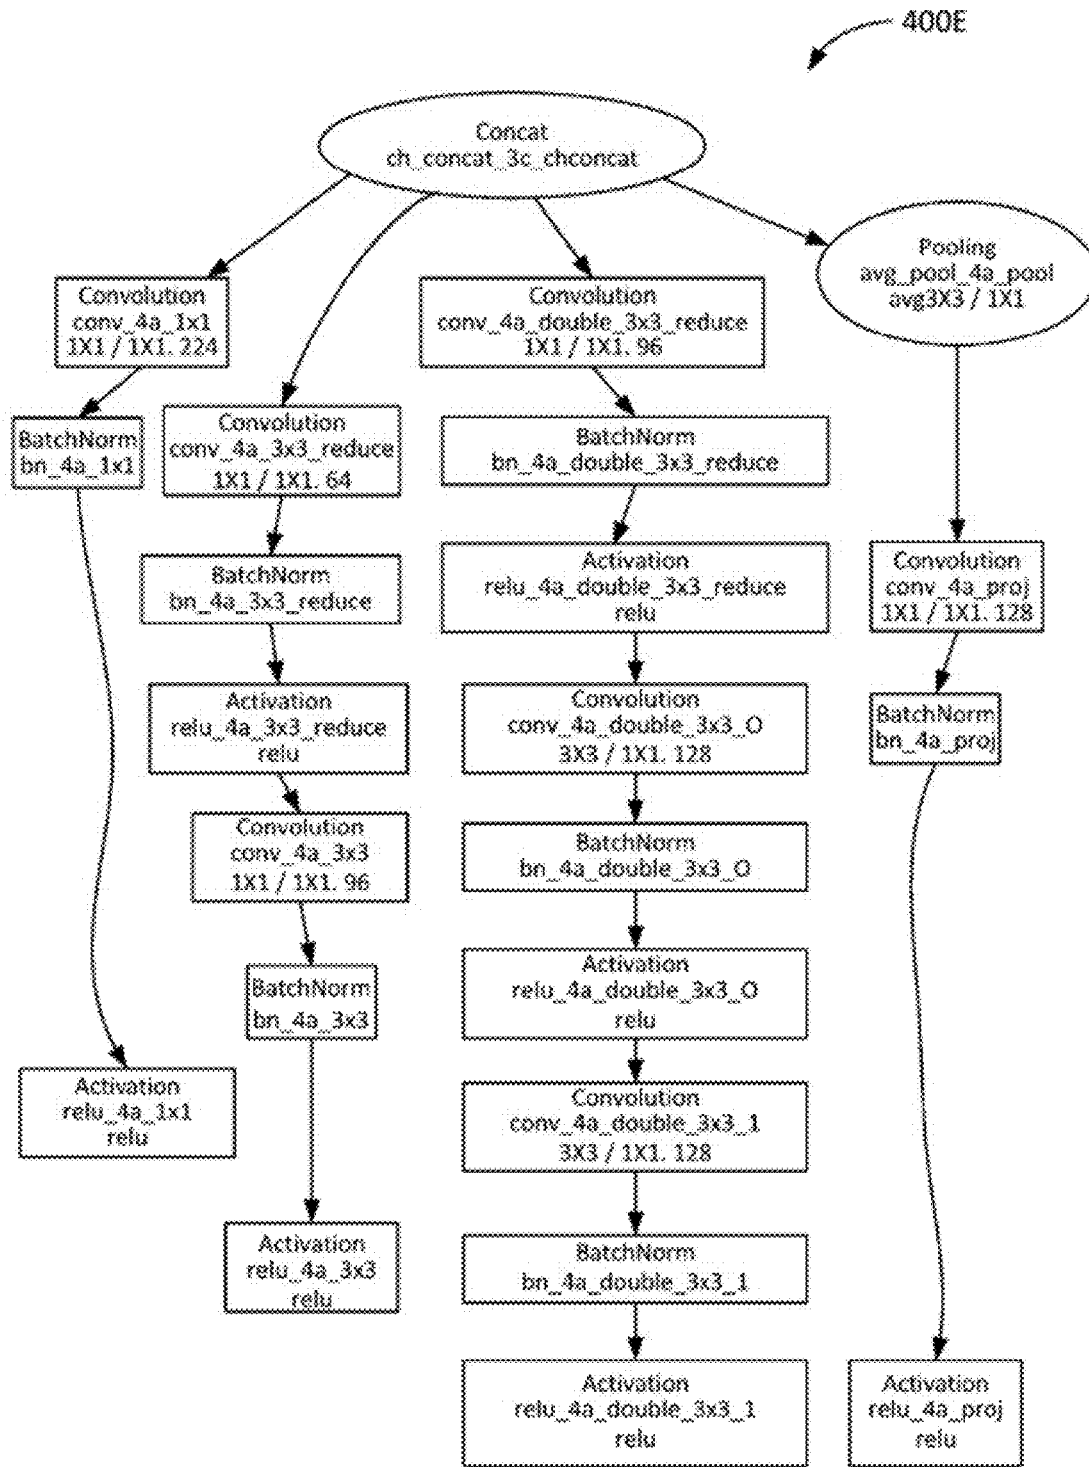 400E
Concat
ch_concat_3c_chconcat
Convolution
conv_4a_1x1
1X1 / 1X1. 224
BatchNorm
bn_4a_1x1
Activation
relu_4a_1x1
relu
Convolution
conv_4a_3x3_reduce
1X1 / 1X1. 64
BatchNorm
bn_4a_3x3_reduce
Activation
relu_4a_3x3_reduce
relu
Convolution
conv_4a_3x3
1X1 / 1X1. 96
BatchNorm
bn_4a_3x3
Activation
relu_4a_3x3
relu
Convolution
conv_4a_double_3x3_reduce
1X1 / 1X1. 96
BatchNorm
bn_4a_double_3x3_reduce
Activation
relu_4a_double_3x3_reduce
relu
Convolution
conv_4a_double_3x3_O
3X3 / 1X1. 128
BatchNorm
bn_4a_double_3x3_O
Activation
relu_4a_double_3x3_O
relu
Convolution
conv_4a_double_3x3_1
3X3 / 1X1. 128
BatchNorm
bn_4a_double_3x3_1
Activation
relu_4a_double_3x3_1
relu
Pooling
avg_pool_4a_pool
avg3X3 / 1X1
Convolution
conv_4a_proj
1X1 / 1X1. 128
BatchNorm
bn_4a_proj
Activation
relu_4a_proj
relu